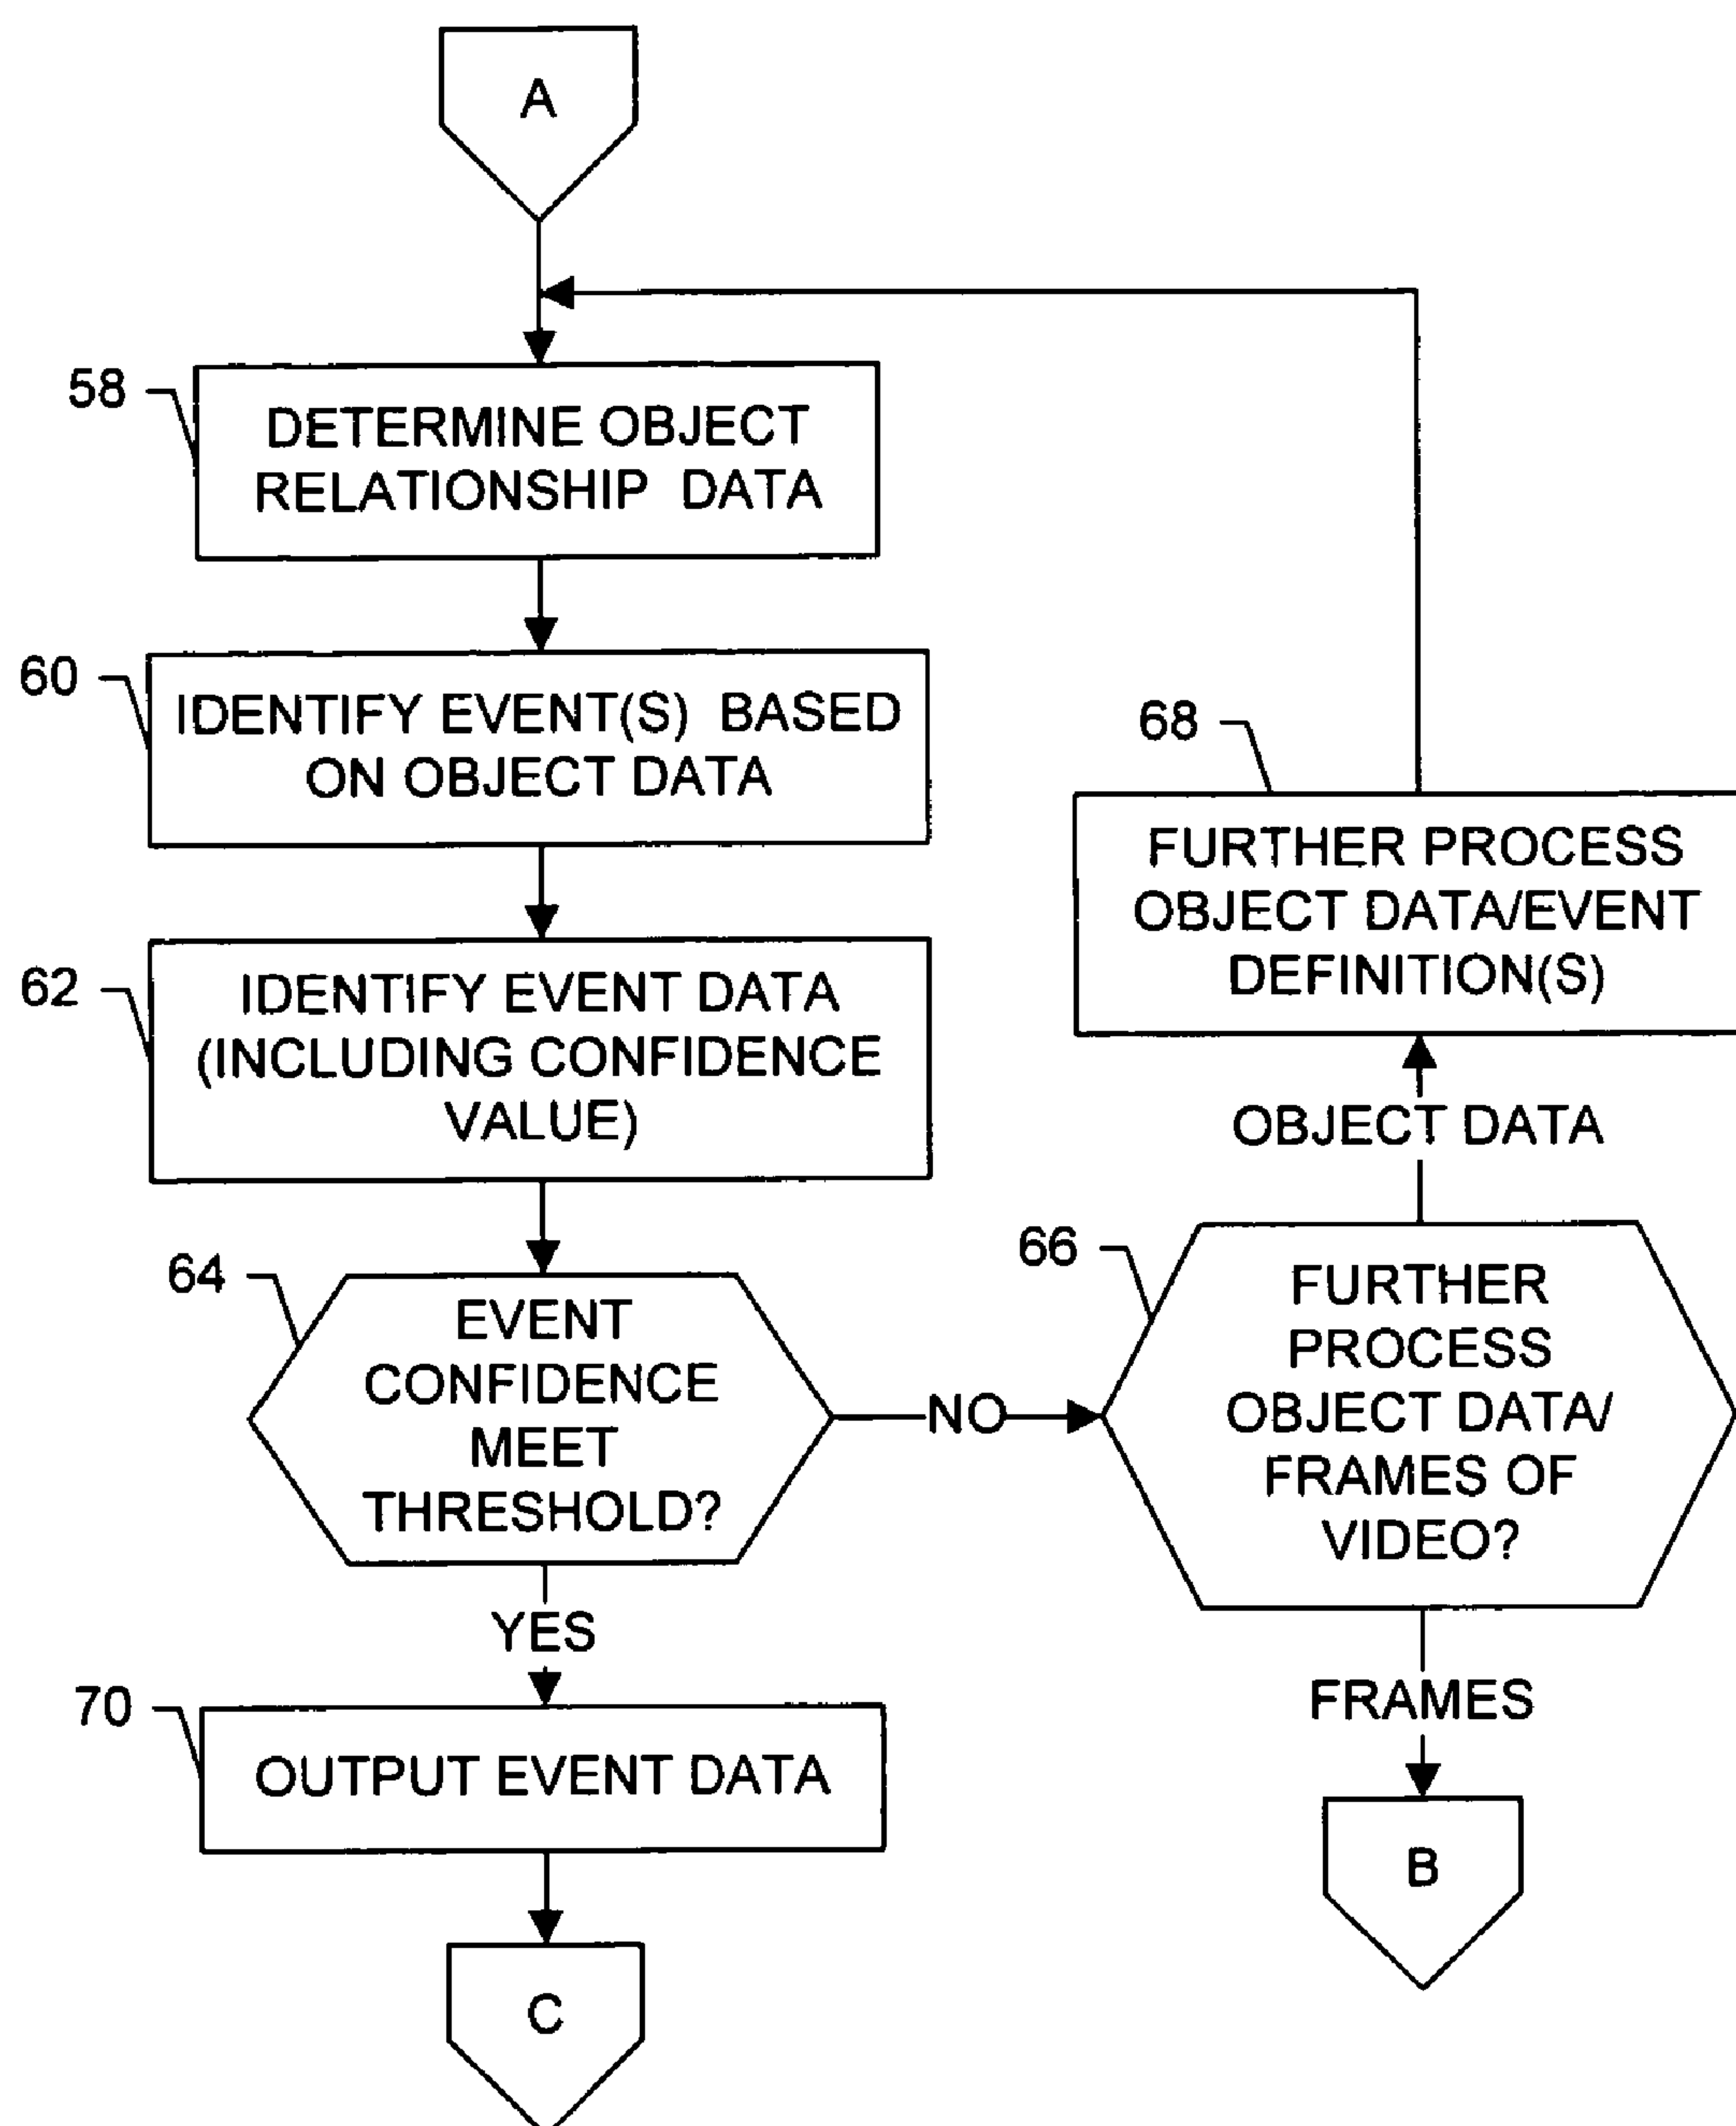 A
58
DETERMINE OBJECT
RELATIONSHIP DATA
60
IDENTIFY EVENT(S) BASED
ON OBJECT DATA
62
IDENTIFY EVENT DATA
(INCLUDING CONFIDENCE
VALUE)
64
EVENT
CONFIDENCE
MEET
THRESHOLD?
NO
66
FURTHER
PROCESS
OBJECT DATA/
FRAMES OF
VIDEO?
OBJECT DATA
68
FURTHER PROCESS
OBJECT DATA/EVENT
DEFINITION(S)
FRAMES
B
YES
70
OUTPUT EVENT DATA
C